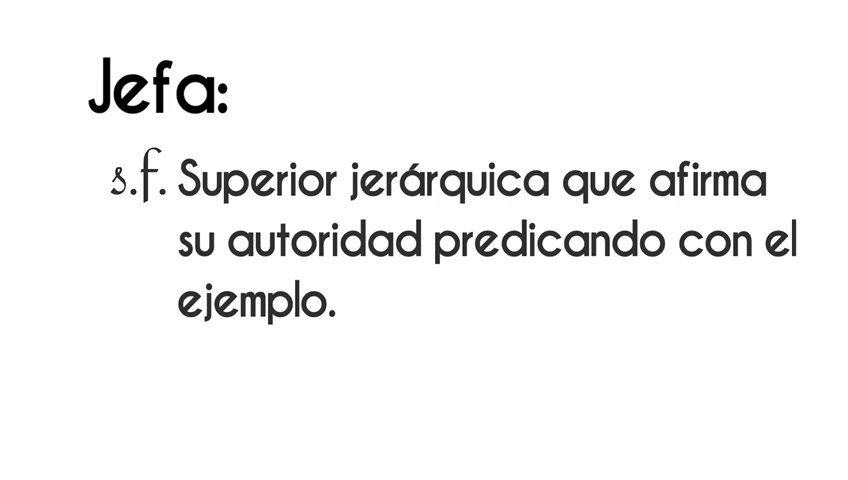 Jefa:
s.f. Superior jerárquica que afirma
su autoridad predicando con el
ejemplo.